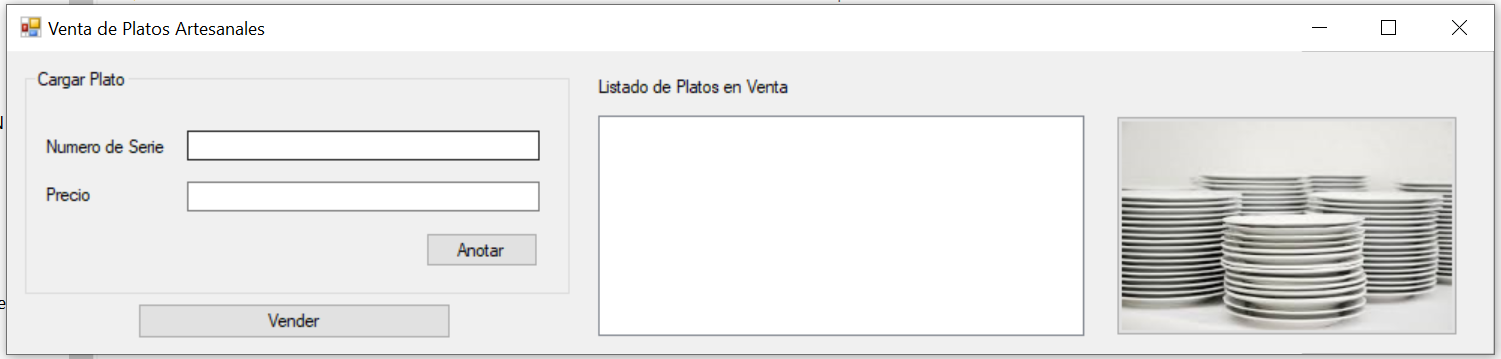 Venta de Platos Artesanales
Cargar Plato
Numero de Serie
Precio
Anotar
Vender
Listado de Platos en Venta